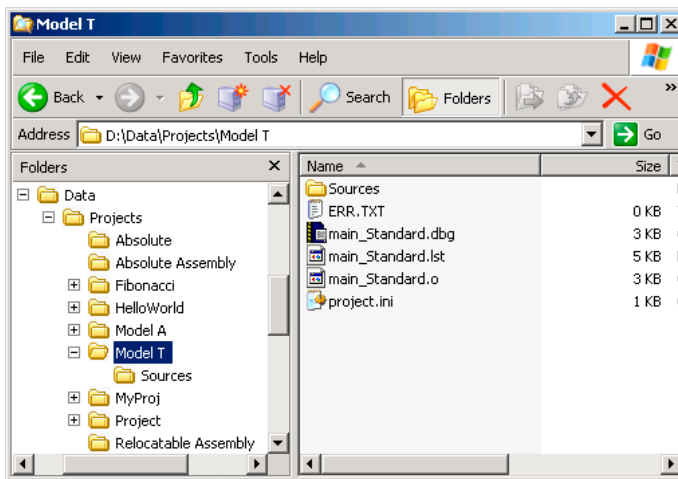 Model T
File Edit View Favorites Tools Help
Back Search Folders »
Address D:\Data\Projects\Model T Go
Folders
Data
Projects
Absolute
Absolute Assembly
Fibonacci
HelloWorld
Model A
Model T
Sources
MyProj
Project
Relocatable Assembly
Name Size
Sources
ERR.TXT 0 KB
main_Standard.dbg 3 KB
main_Standard.lst 5 KB
main_Standard.o 3 KB
project.ini 1 KB